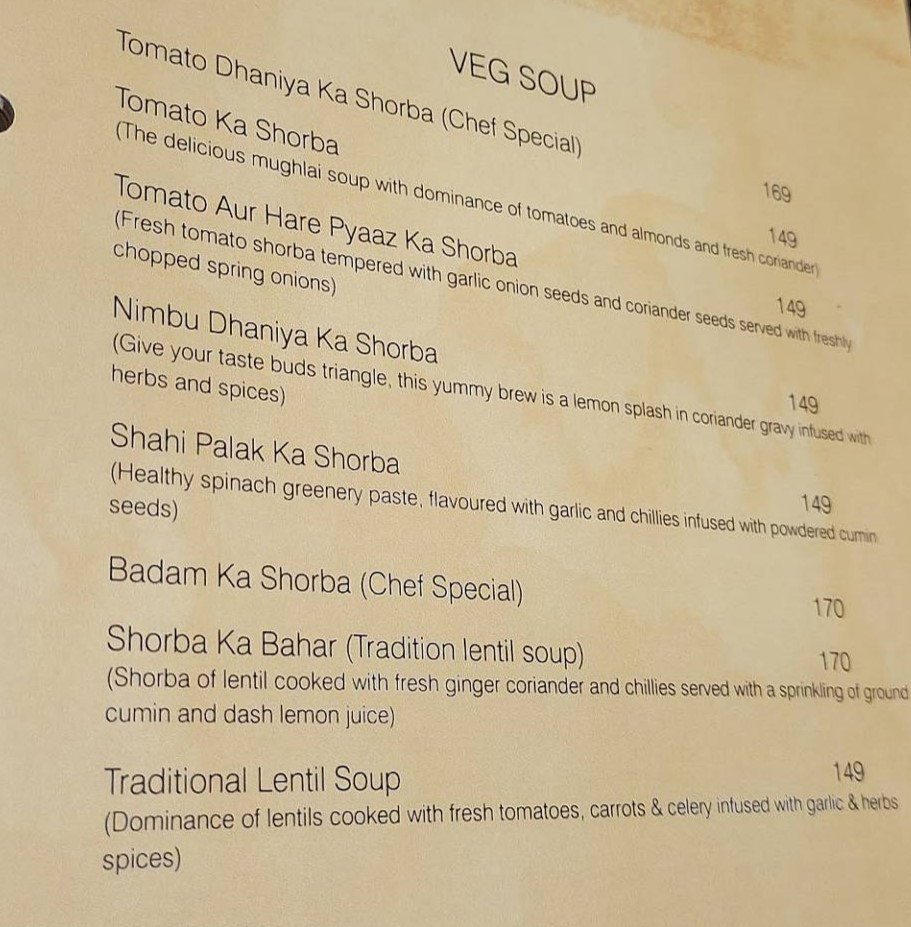 VEG SOUP
Tomato Dhaniya Ka Shorba (Chef Special) 169
Tomato Ka Shorba 149
(The delicious mughlai soup with dominance of tomatoes and almonds and fresh coriander)
Tomato Aur Hare Pyaaz Ka Shorba 149
(Fresh tomato shorba tempered with garlic onion seeds and coriander seeds served with freshly
chopped spring onions)
Nimbu Dhaniya Ka Shorba 149
(Give your taste buds triangle, this yummy brew is a lemon splash in coriander gravy infused with
herbs and spices)
Shahi Palak Ka Shorba 149
(Healthy spinach greenery paste, flavoured with garlic and chillies infused with powdered cumin
seeds)
Badam Ka Shorba (Chef Special) 170
Shorba Ka Bahar (Tradition lentil soup) 170
(Shorba of lentil cooked with fresh ginger coriander and chillies served with a sprinkling of ground
cumin and dash lemon juice)
Traditional Lentil Soup 149
(Dominance of lentils cooked with fresh tomatoes, carrots & celery infused with garlic & herbs
spices)